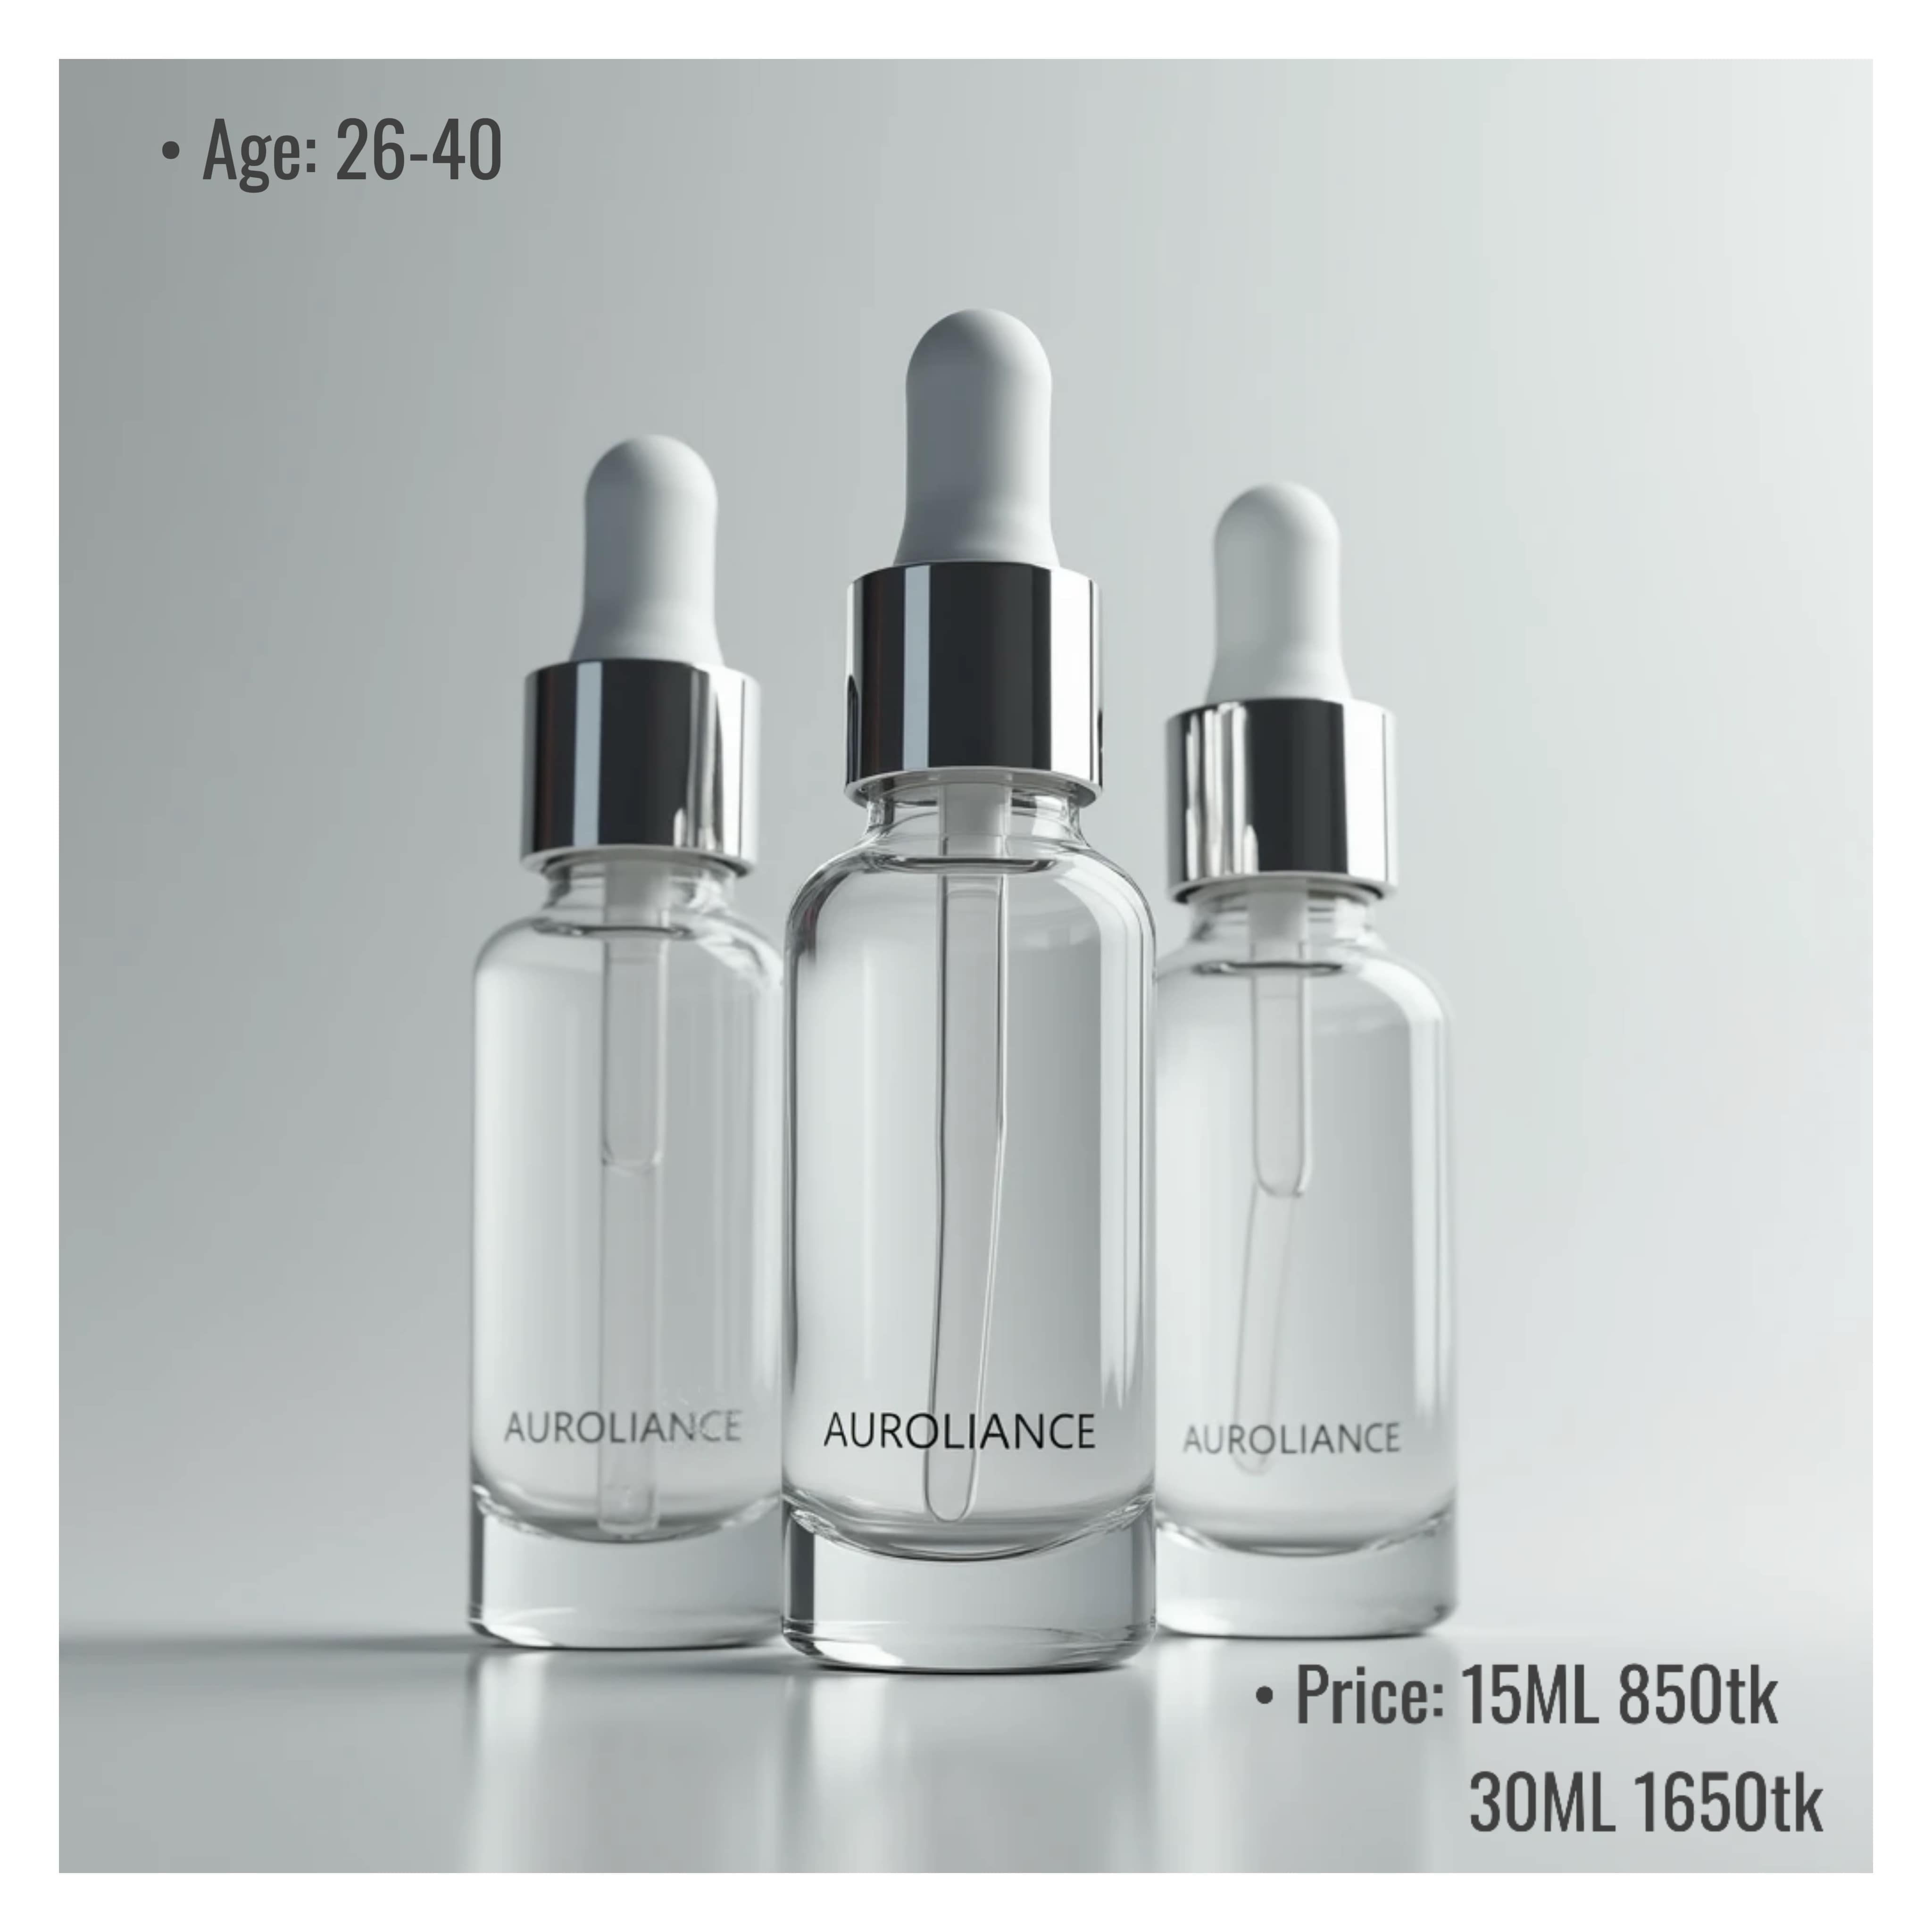 • Age: 26-40
AUROLIANCE
AUROLIANCE
AUROLIANCE
• Price: 15ML 850tk
30ML 1650tk